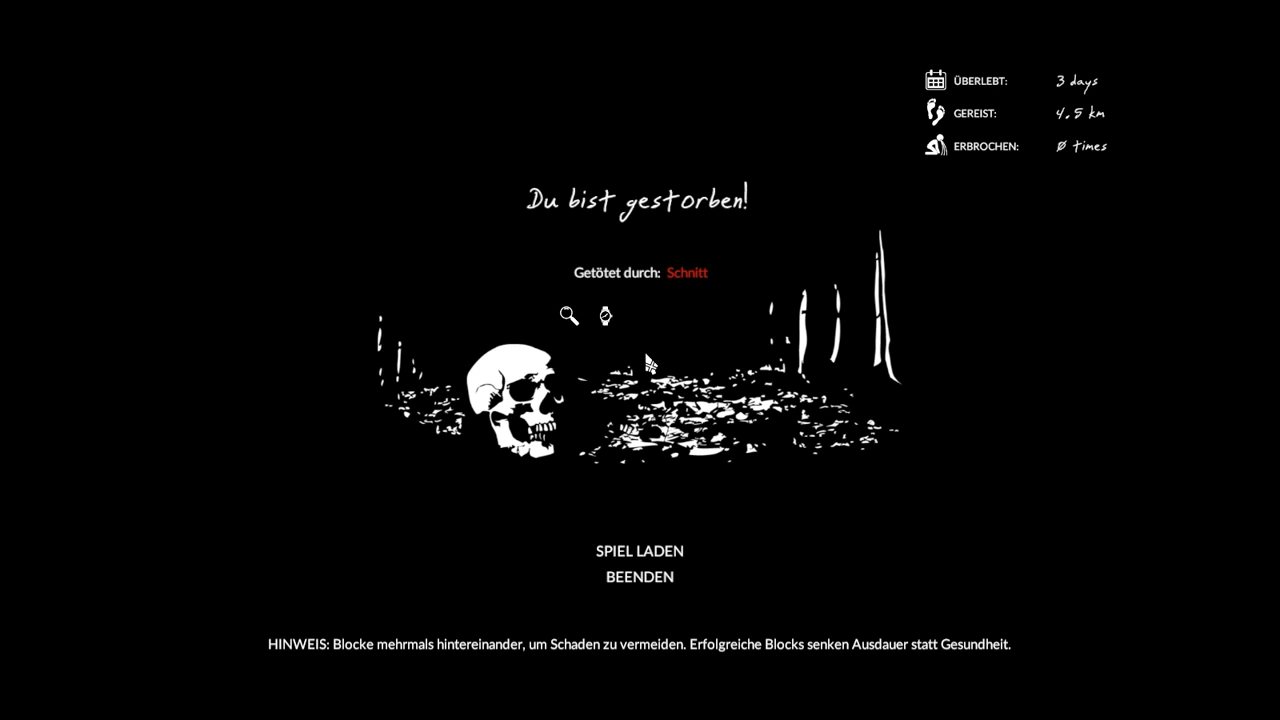 ÜBERLEBT: 3 days
GEREIST: 4.5 km
ERBROCHEN: 0 times
Du bist gestorben!
Getötet durch: Schnitt
SPIEL LADEN
BEENDEN
HINWEIS: Blocke mehrmals hintereinander, um Schaden zu vermeiden. Erfolgreiche Blocks senken Ausdauer statt Gesundheit.